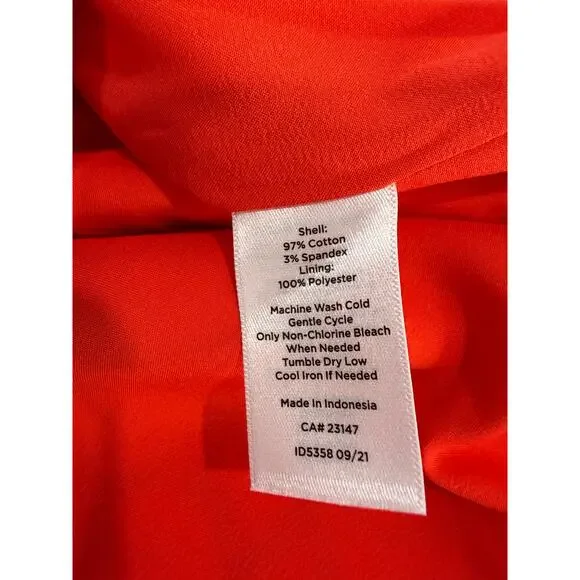 Shell:
97% Cotton
3% Spandex
Lining:
100% Polyester
Machine Wash Cold
Gentle Cycle
Only Non-Chlorine Bleach
When Needed
Tumble Dry Low
Cool Iron If Needed
Made In Indonesia
CA# 23147
ID5358 09/21